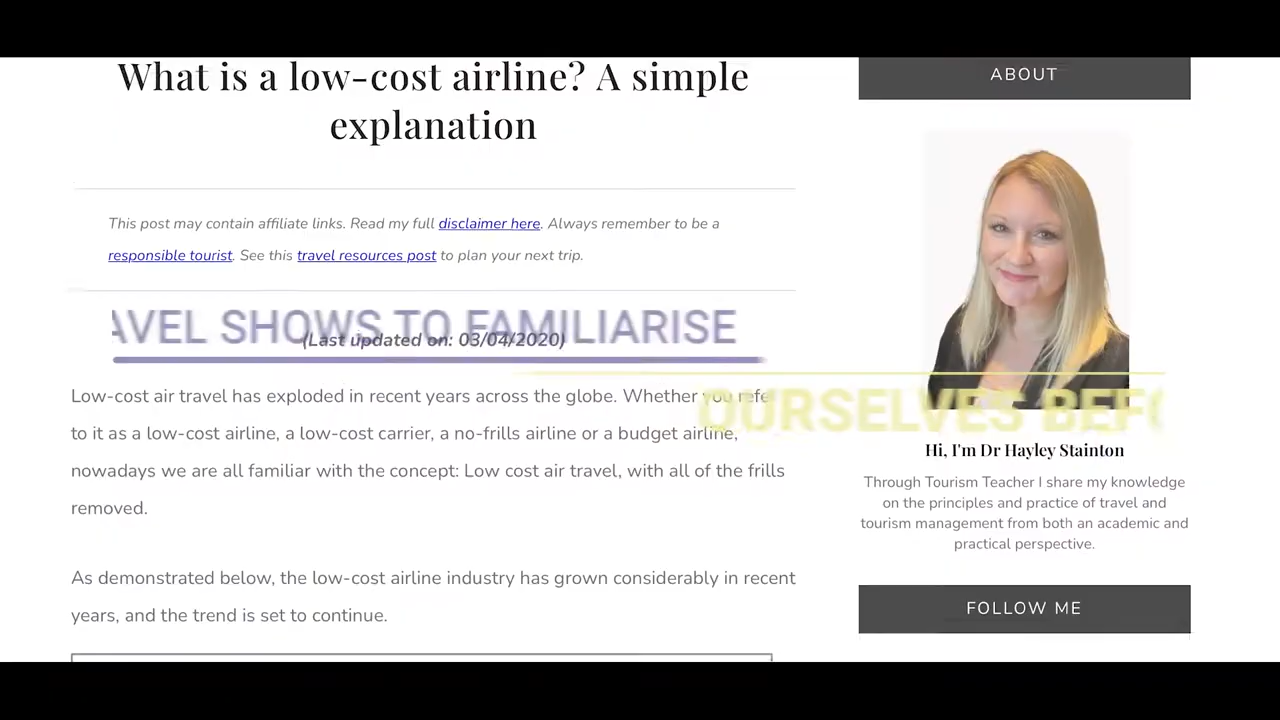 What is a low-cost airline? A simple
explanation
This post may contain affiliate links. Read my full disclaimer here. Always remember to be a
responsible tourist. See this travel resources post to plan your next trip.
SHOWS TO FAMILIARISE
(Last updated on: 03/04/2020)
Low-cost air travel has exploded in recent years across the globe. Whether you refe
to it as a low-cost airline, a low-cost carrier, a no-frills airline or a budget airline,
nowadays we are all familiar with the concept: Low cost air travel, with all of the frills
removed.
As demonstrated below, the low-cost airline industry has grown considerably in recent
years, and the trend is set to continue.
ABOUT
OURSELVES
Hi, I'm Dr Hayley Stainton
Through Tourism Teacher I share my knowledge
on the principles and practice of travel and
tourism management from both an academic and
practical perspective.
FOLLOW ME